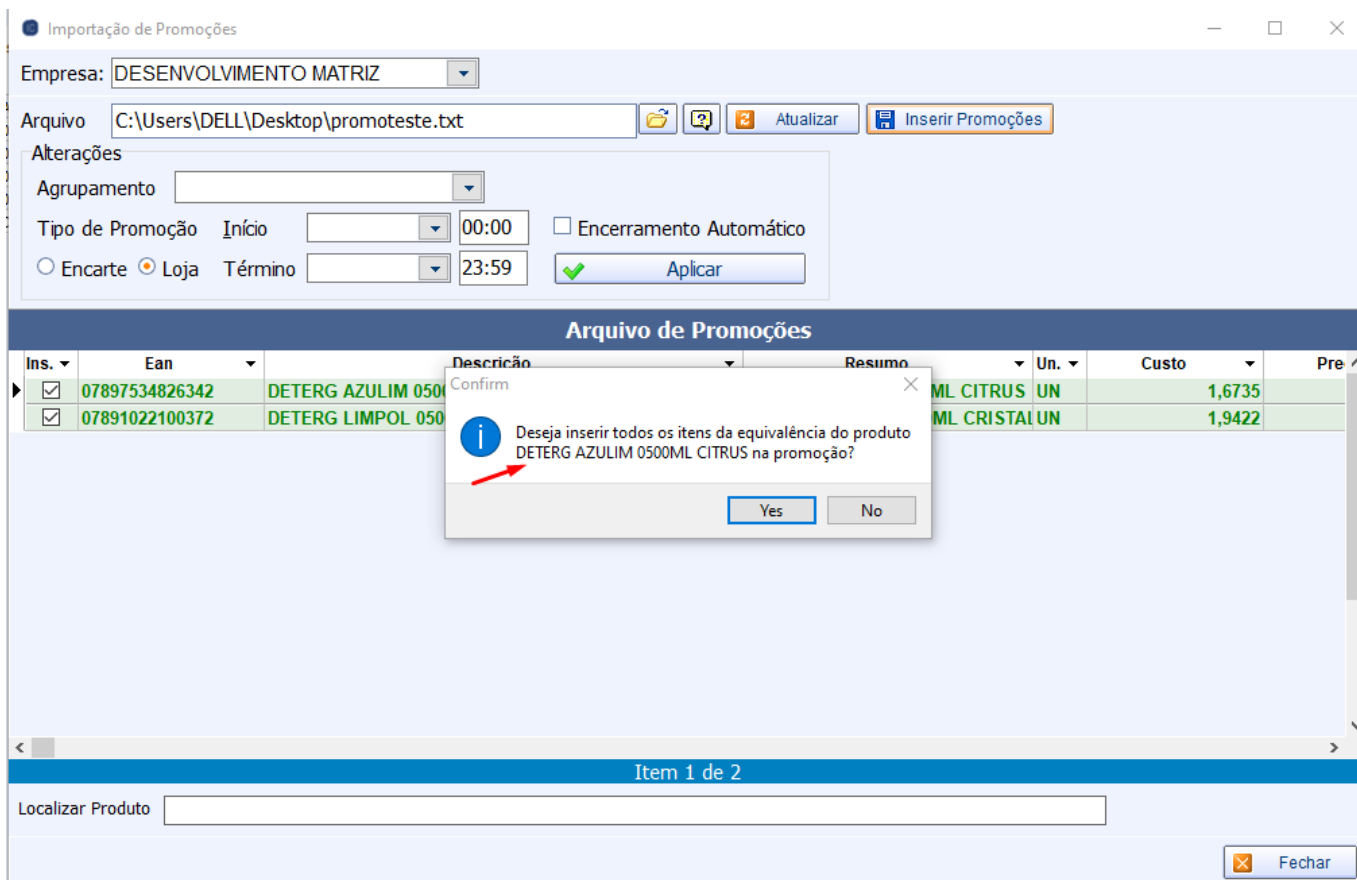 Importação de Promoções
Empresa: DESENVOLVIMENTO MATRIZ
Arquivo C:\Users\DELL\Desktop\promoteste.txt Atualizar Inserir Promoções
Alterações
Agrupamento
Tipo de Promoção Início 00:00 Encerramento Automático
Encarte Loja Término 23:59 Aplicar
Arquivo de Promoções
Ins. Ean Descrição Resumo Un. Custo
07897534826342 DETERG AZULIM ML CITRUS UN 1,6735
07891022100372 DETERG LIMPOL ML CRISTAL UN 1,9422
Confirm
Deseja inserir todos os itens da equivalência do produto
DETERG AZULIM 0500ML CITRUS na promoção?
Yes No
Item 1 de 2
Localizar Produto
Fechar